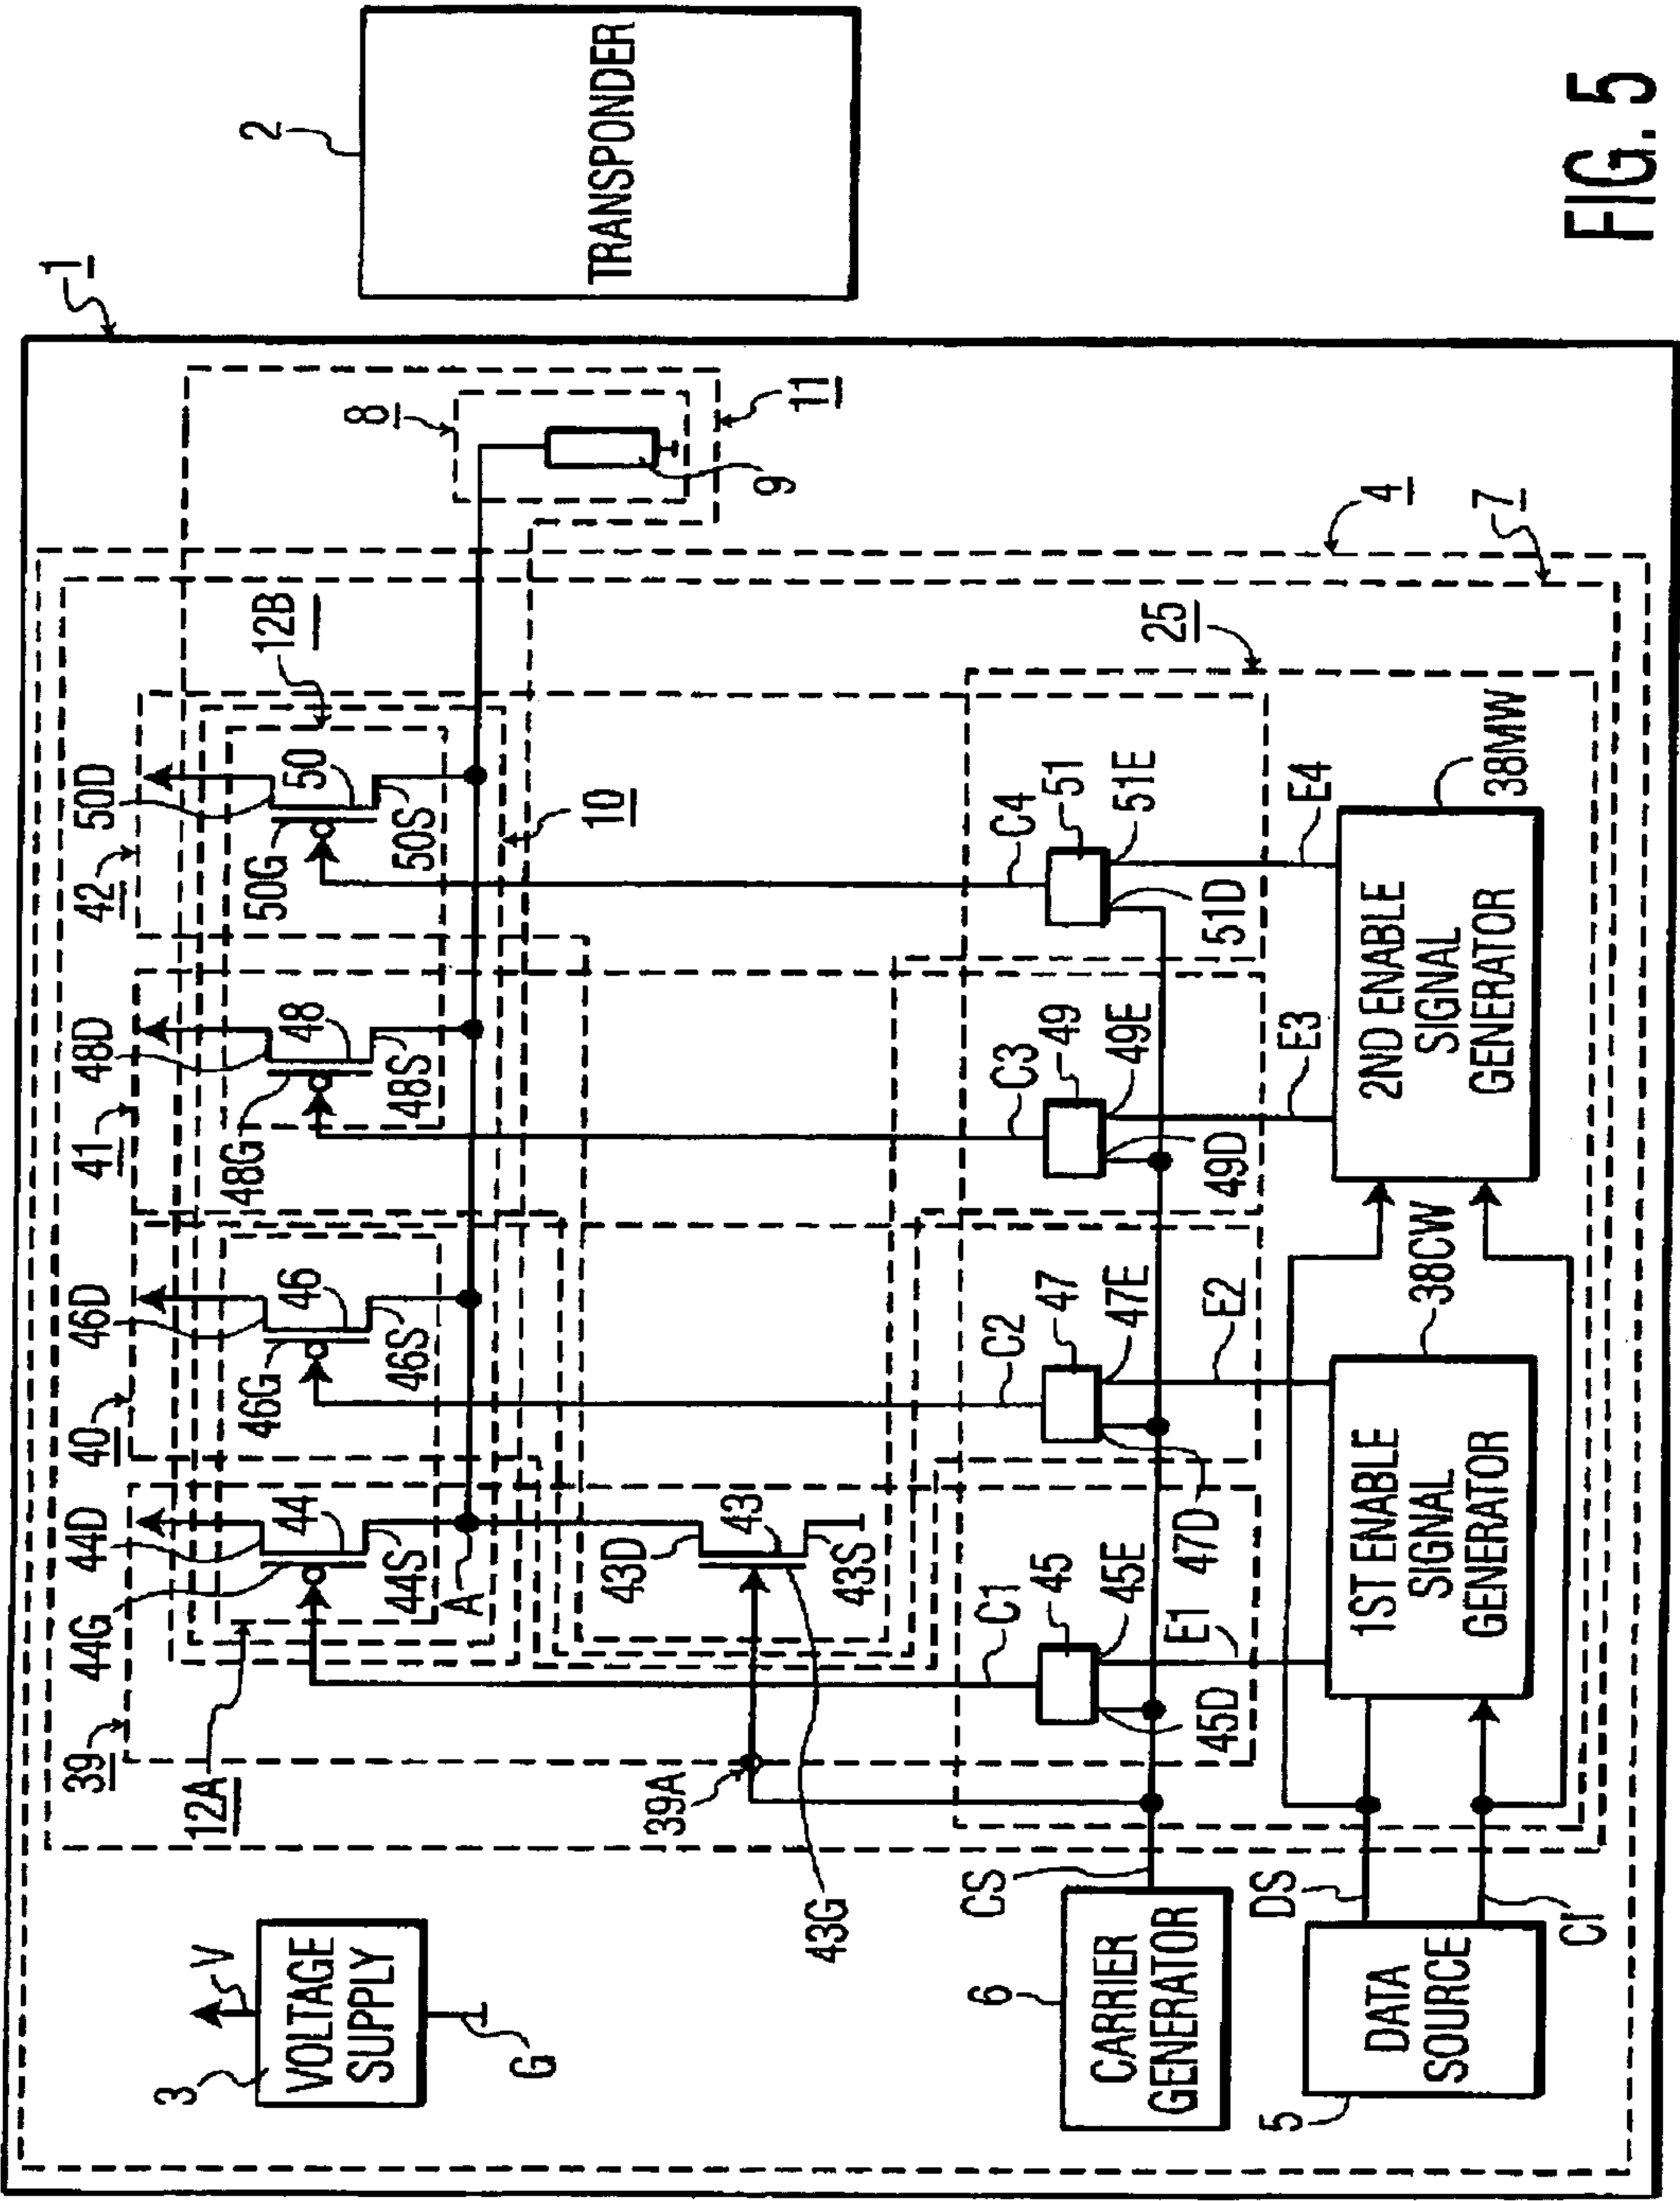 1
2
TRANSPONDER
FIG. 5
3
VOLTAGE
SUPPLY
V
G
39
44G
44D
44
44S
12A
A
40
46D
46
46G
46S
41
48D
48
48G
48S
42
50D
50
50G
50S
12B
10
8
9
11
4
7
25
39A
43D
43
43S
43G
C1
45
45E
45D
E1
C2
47
47E
47D
E2
C3
49
49E
49D
E3
C4
51
51E
51D
E4
6
CARRIER
GENERATOR
CS
5
DATA
SOURCE
DS
CI
1ST ENABLE
SIGNAL
GENERATOR
38CW
2ND ENABLE
SIGNAL
GENERATOR
38MW